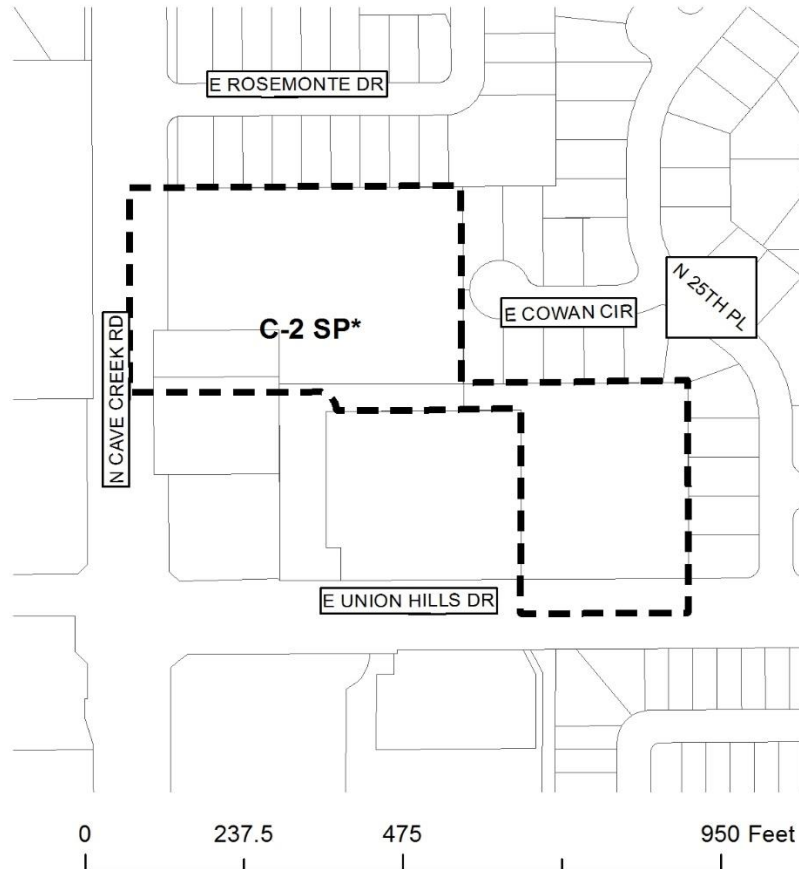 E ROSEMONTE DR
N CAVE CREEK RD
C-2 SP*
E COWAN CIR
N 25TH PL
E UNION HILLS DR
0 237.5 475 950 Feet